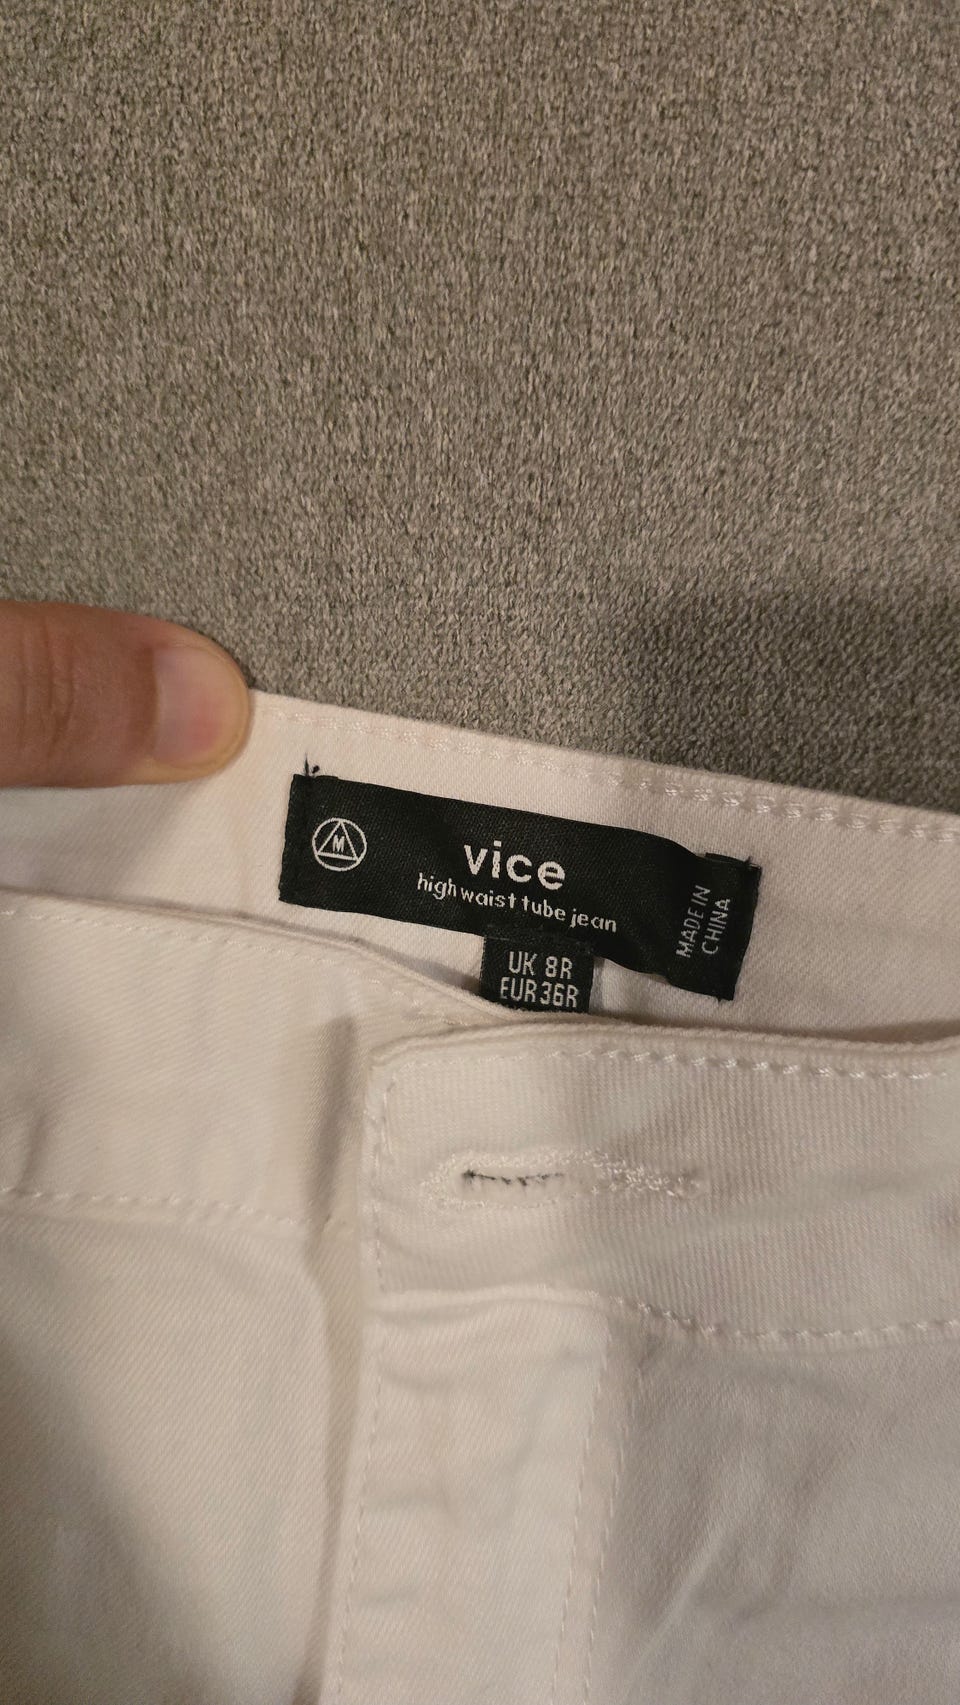 M
vice
high waist tube jean
MADE IN
CHINA
UK 8R
EUR 36R